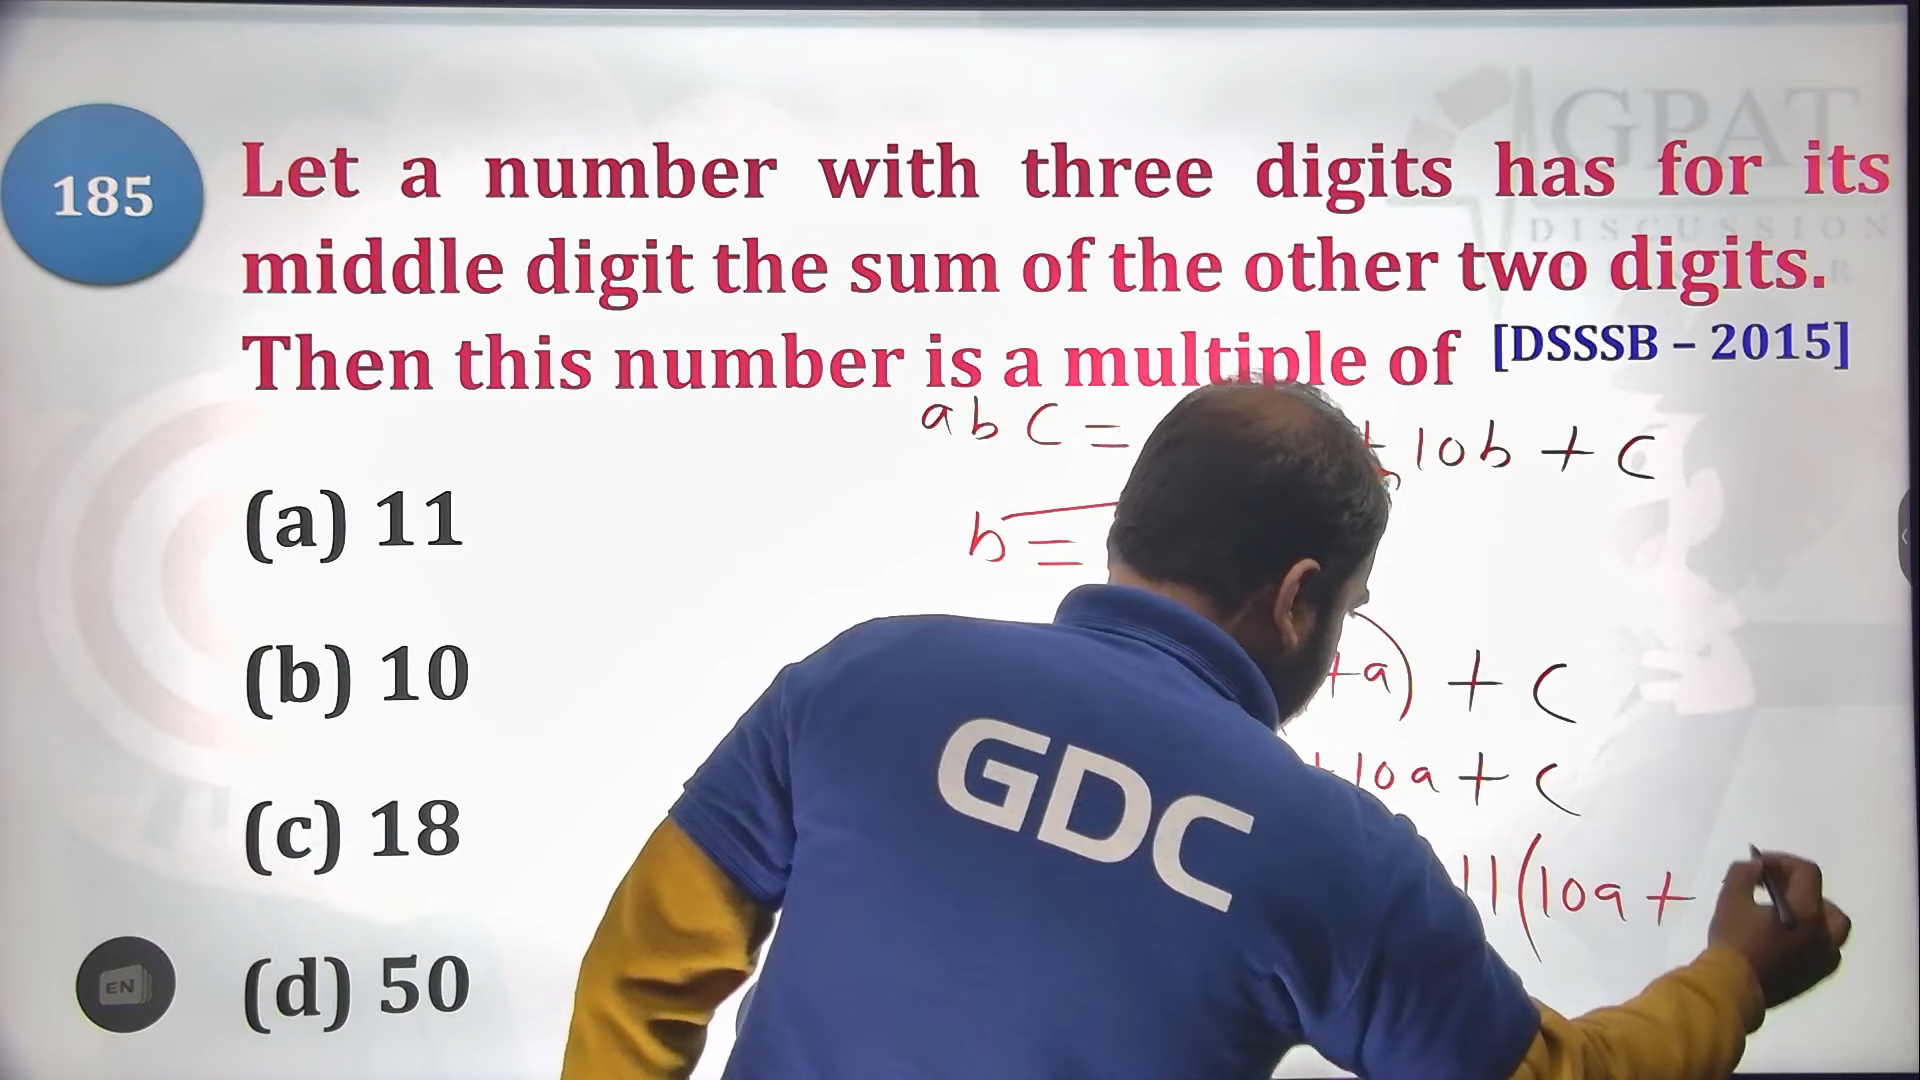 GPAT
DISCUSSION
185
Let a number with three digits has for its
middle digit the sum of the other two digits.
Then this number is a multiple of [DSSSB – 2015]
a b c = + 10b + c
b =
(a) 11
+a) + c
(b) 10
+ 10a + c
(c) 18
11(10a +
EN
(d) 50
GDC